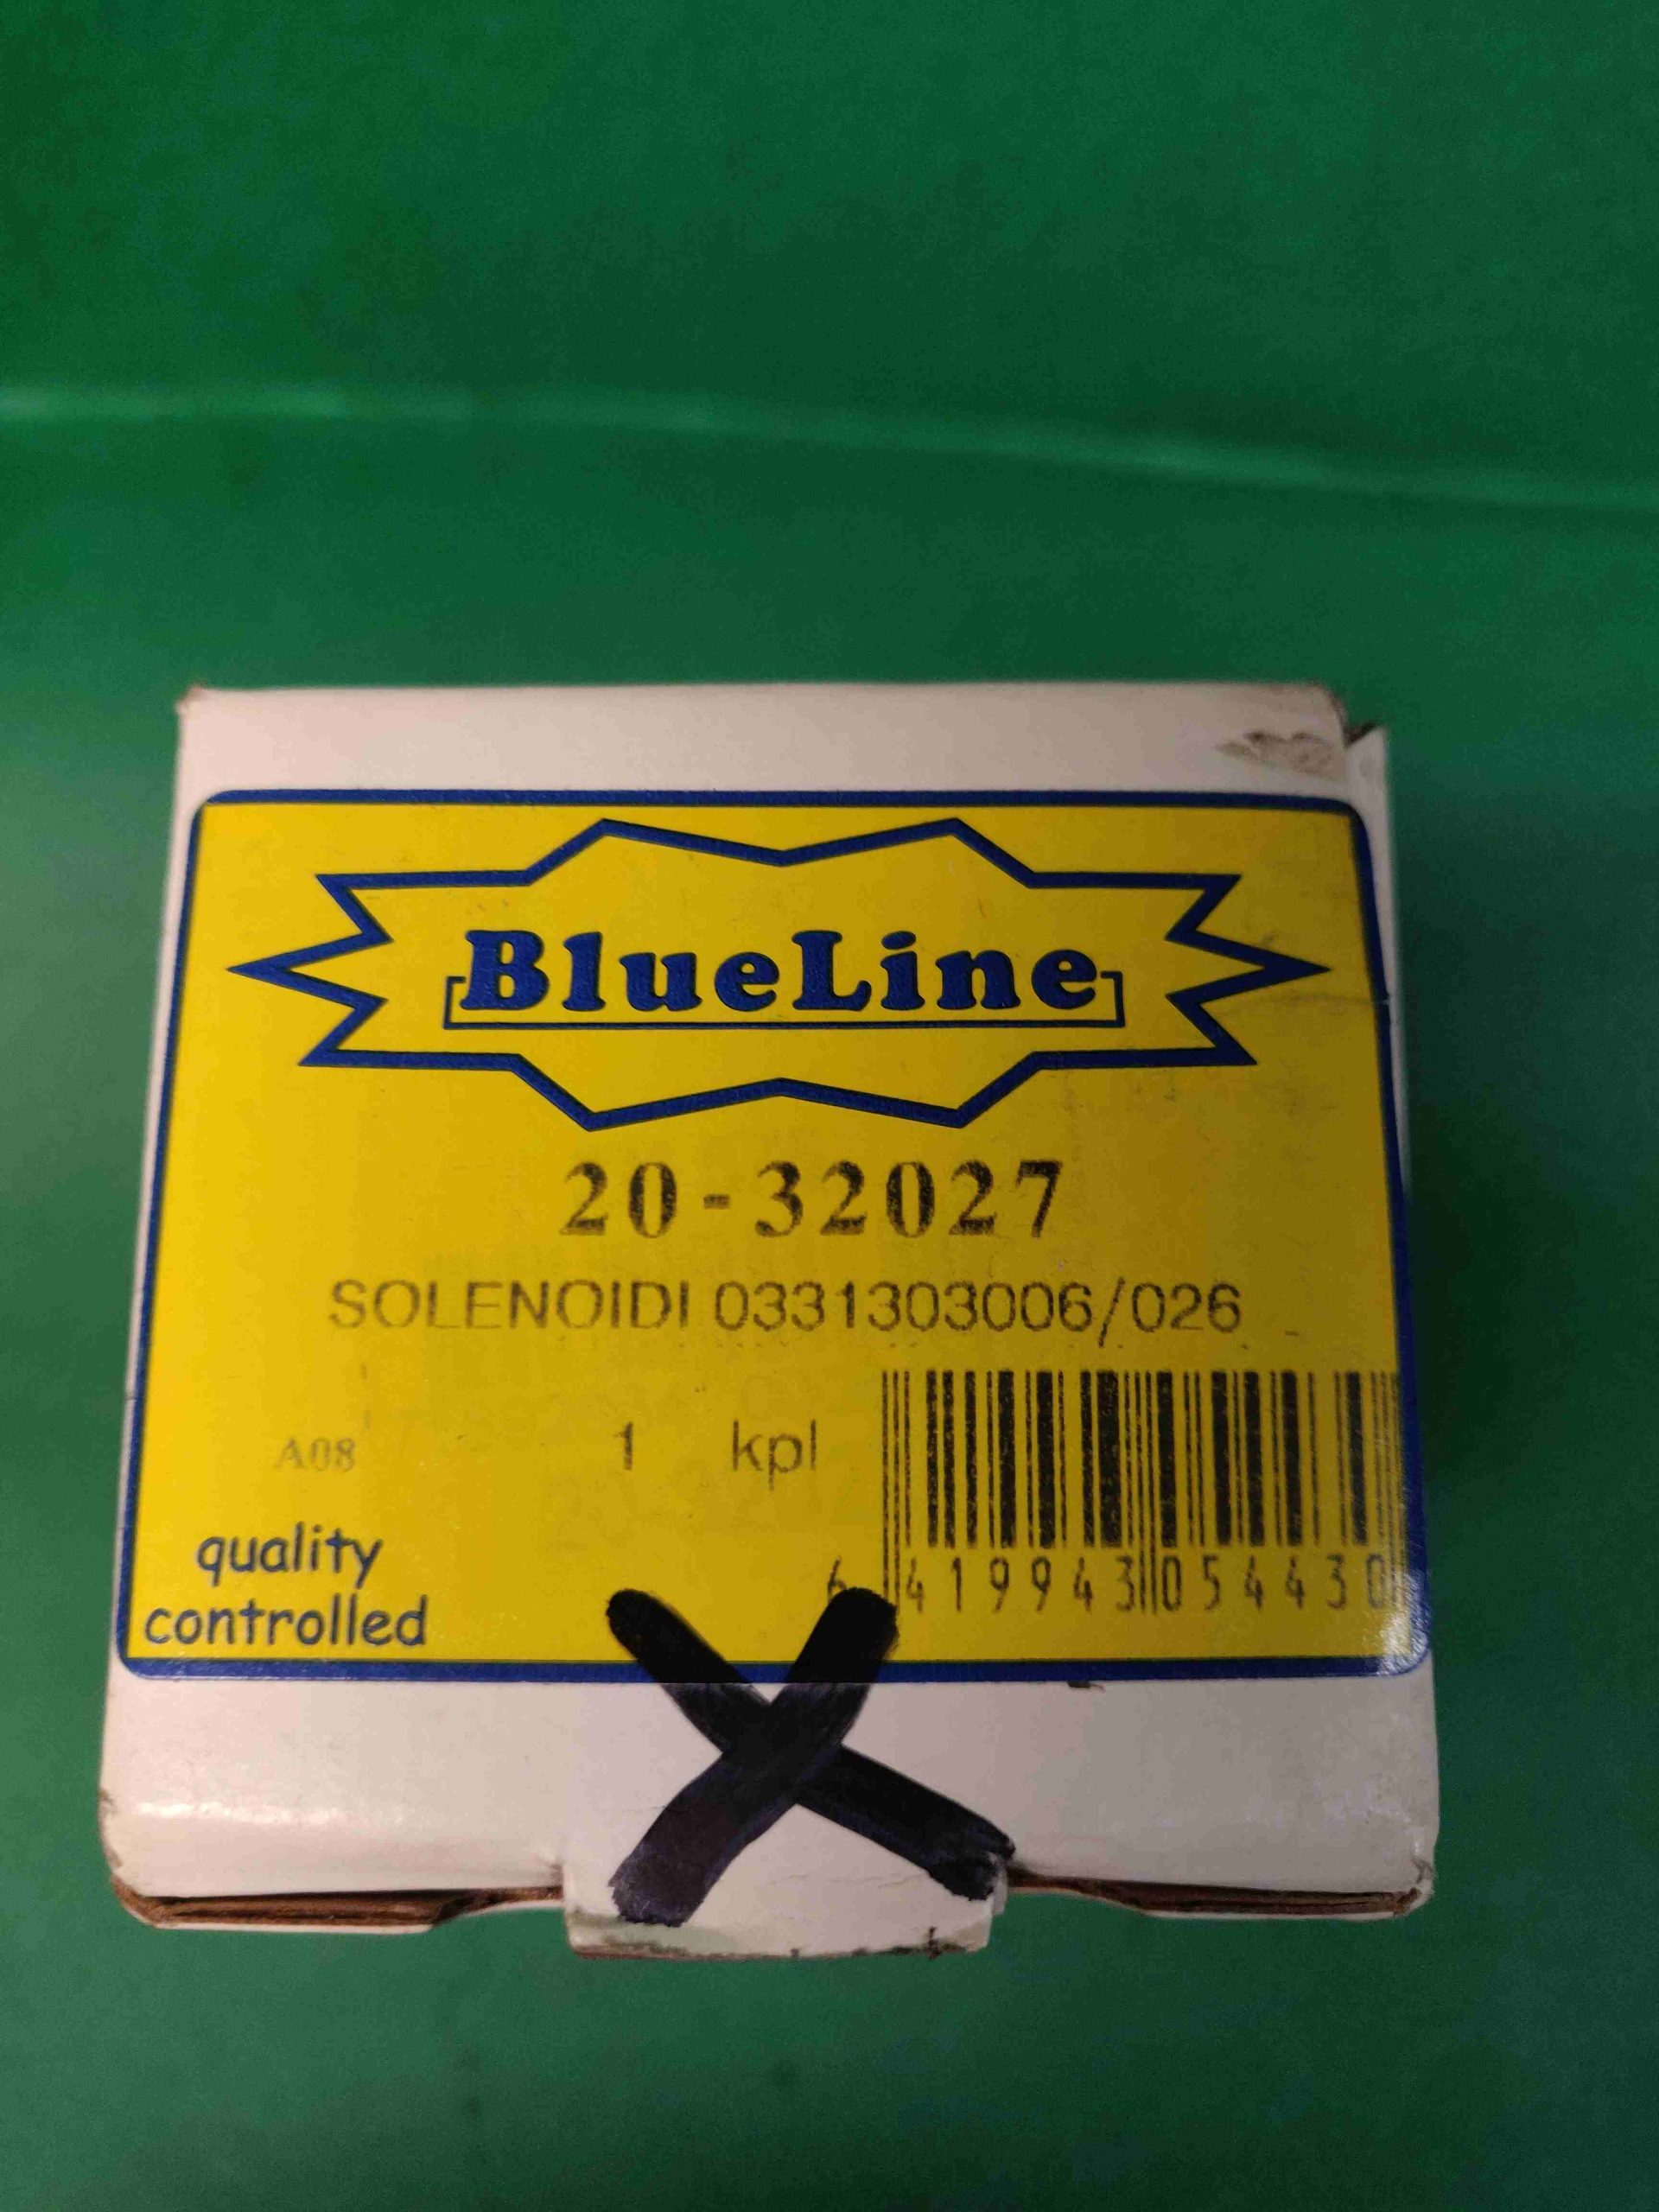 BlueLine
20-32027
SOLENOIDI 0331303006/026
A08 1 kpl
6 419943 054430
quality
controlled
X